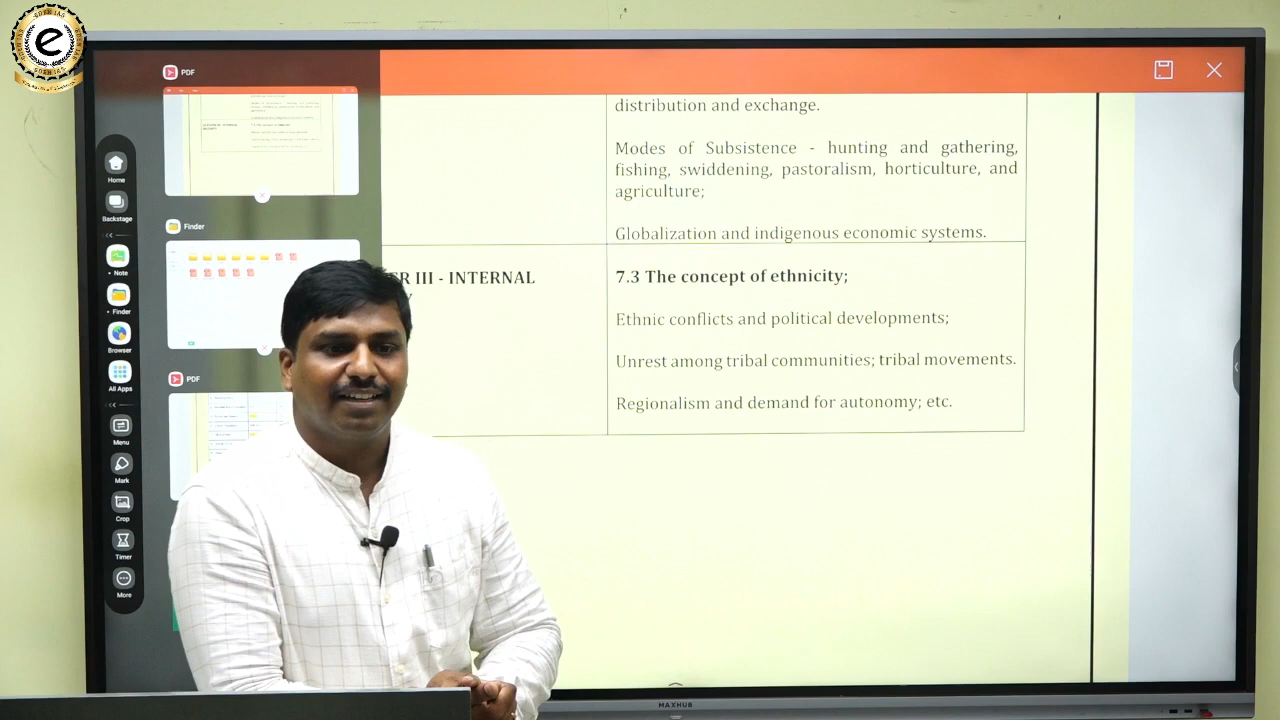 e
EDEN IAS
PDF
Finder
PDF
Home
Backstage
Note
Finder
Browser
All Apps
Menu
Mark
Crop
Timer
More
distribution and exchange.
Modes of Subsistence - hunting and gathering,
fishing, swiddening, pastoralism, horticulture, and
agriculture;
Globalization and indigenous economic systems.
ER III - INTERNAL
7.3 The concept of ethnicity;
Ethnic conflicts and political developments;
Unrest among tribal communities; tribal movements.
Regionalism and demand for autonomy; etc.
MAXHUB